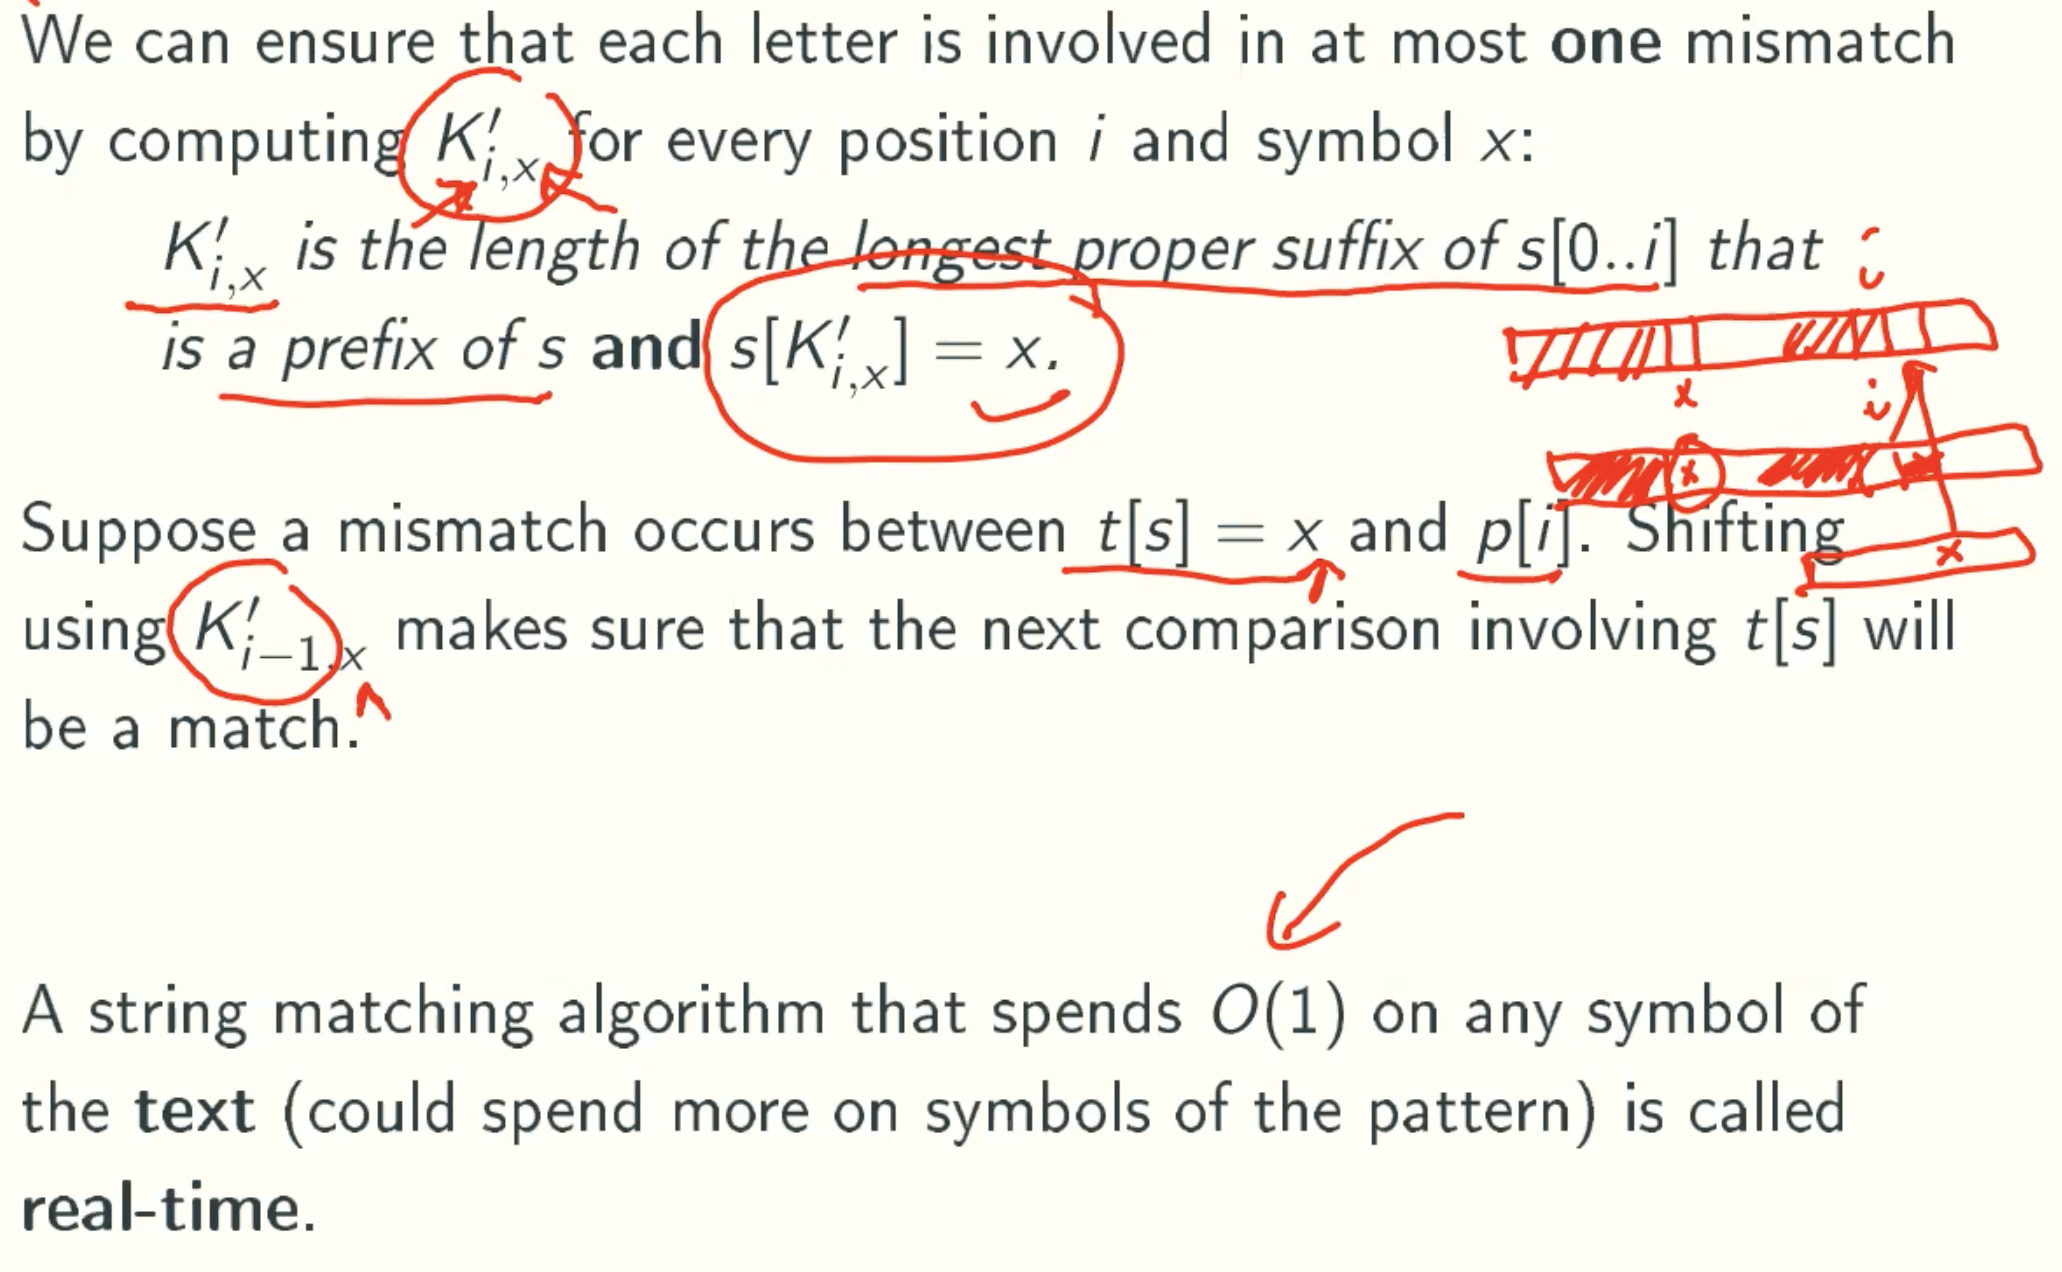 We can ensure that each letter is involved in at most one mismatch
by computing K′i,x for every position i and symbol x:
K′i,x is the length of the longest proper suffix of s[0..i] that
i
is a prefix of s and s[K′i,x] = x.
x
i
x
Suppose a mismatch occurs between t[s] = x and p[i]. Shifting
x
using K′i−1,x makes sure that the next comparison involving t[s] will
be a match.
A string matching algorithm that spends O(1) on any symbol of
the text (could spend more on symbols of the pattern) is called
real-time.